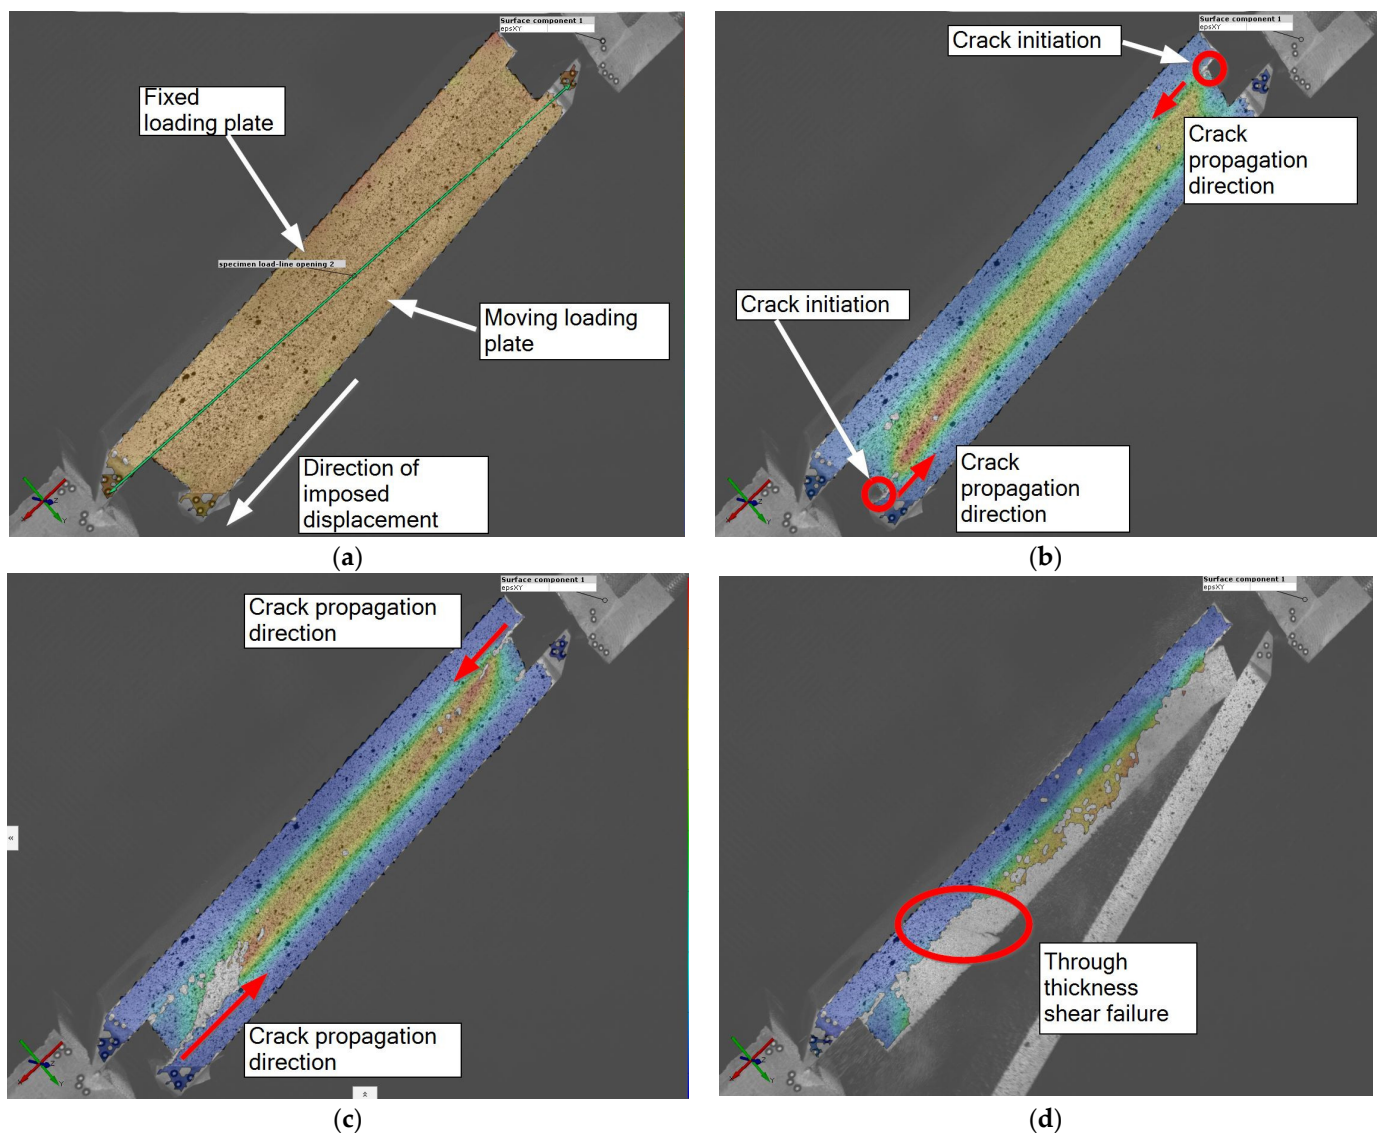 Surface component 1
epsXY
Fixed
loading plate
specimen load-line opening 2
Moving loading
plate
Direction of
imposed
displacement
(a)
Surface component 1
epsXY
Crack initiation
Crack
propagation
direction
Crack initiation
Crack
propagation
direction
(b)
Surface component 1
epsXY
Crack propagation
direction
Crack propagation
direction
(c)
Surface component 1
epsXY
Through
thickness
shear failure
(d)